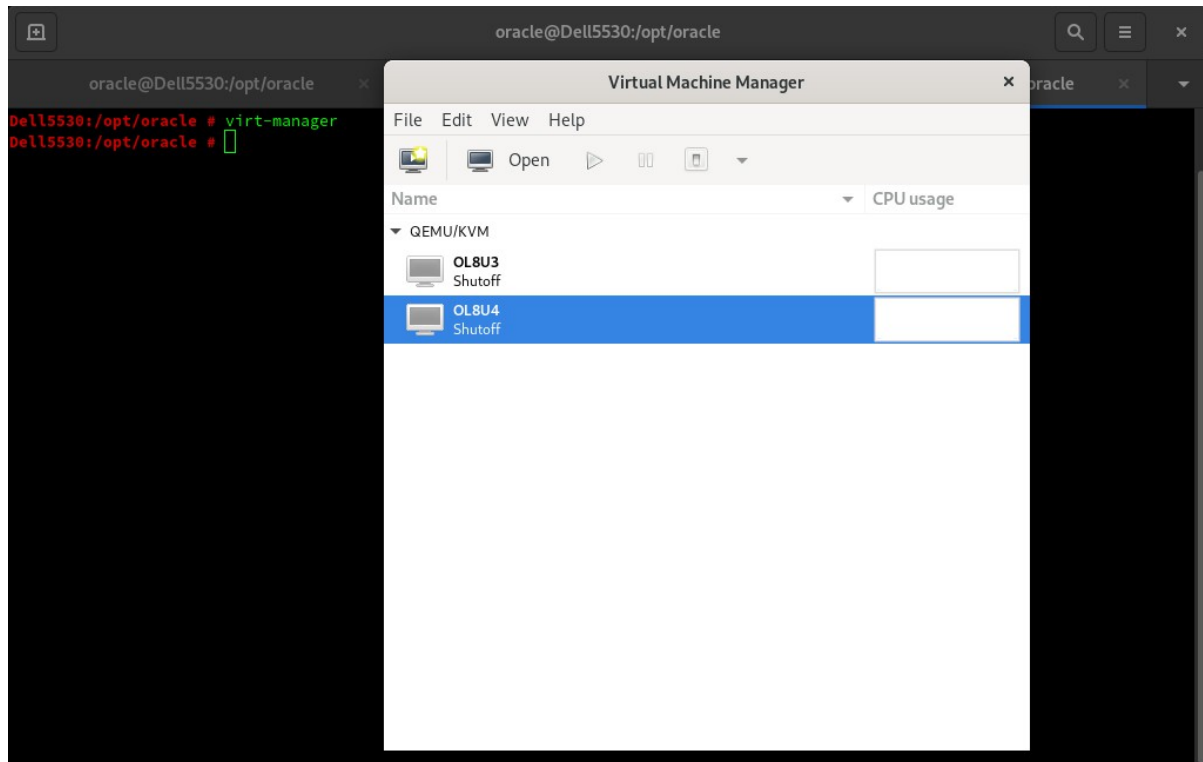 oracle@Dell5530:/opt/oracle
oracle@Dell5530:/opt/oracle
oracle
Dell5530:/opt/oracle # virt-manager
Dell5530:/opt/oracle #
Virtual Machine Manager
File Edit View Help
Open
Name CPU usage
QEMU/KVM
OL8U3
Shutoff
OL8U4
Shutoff